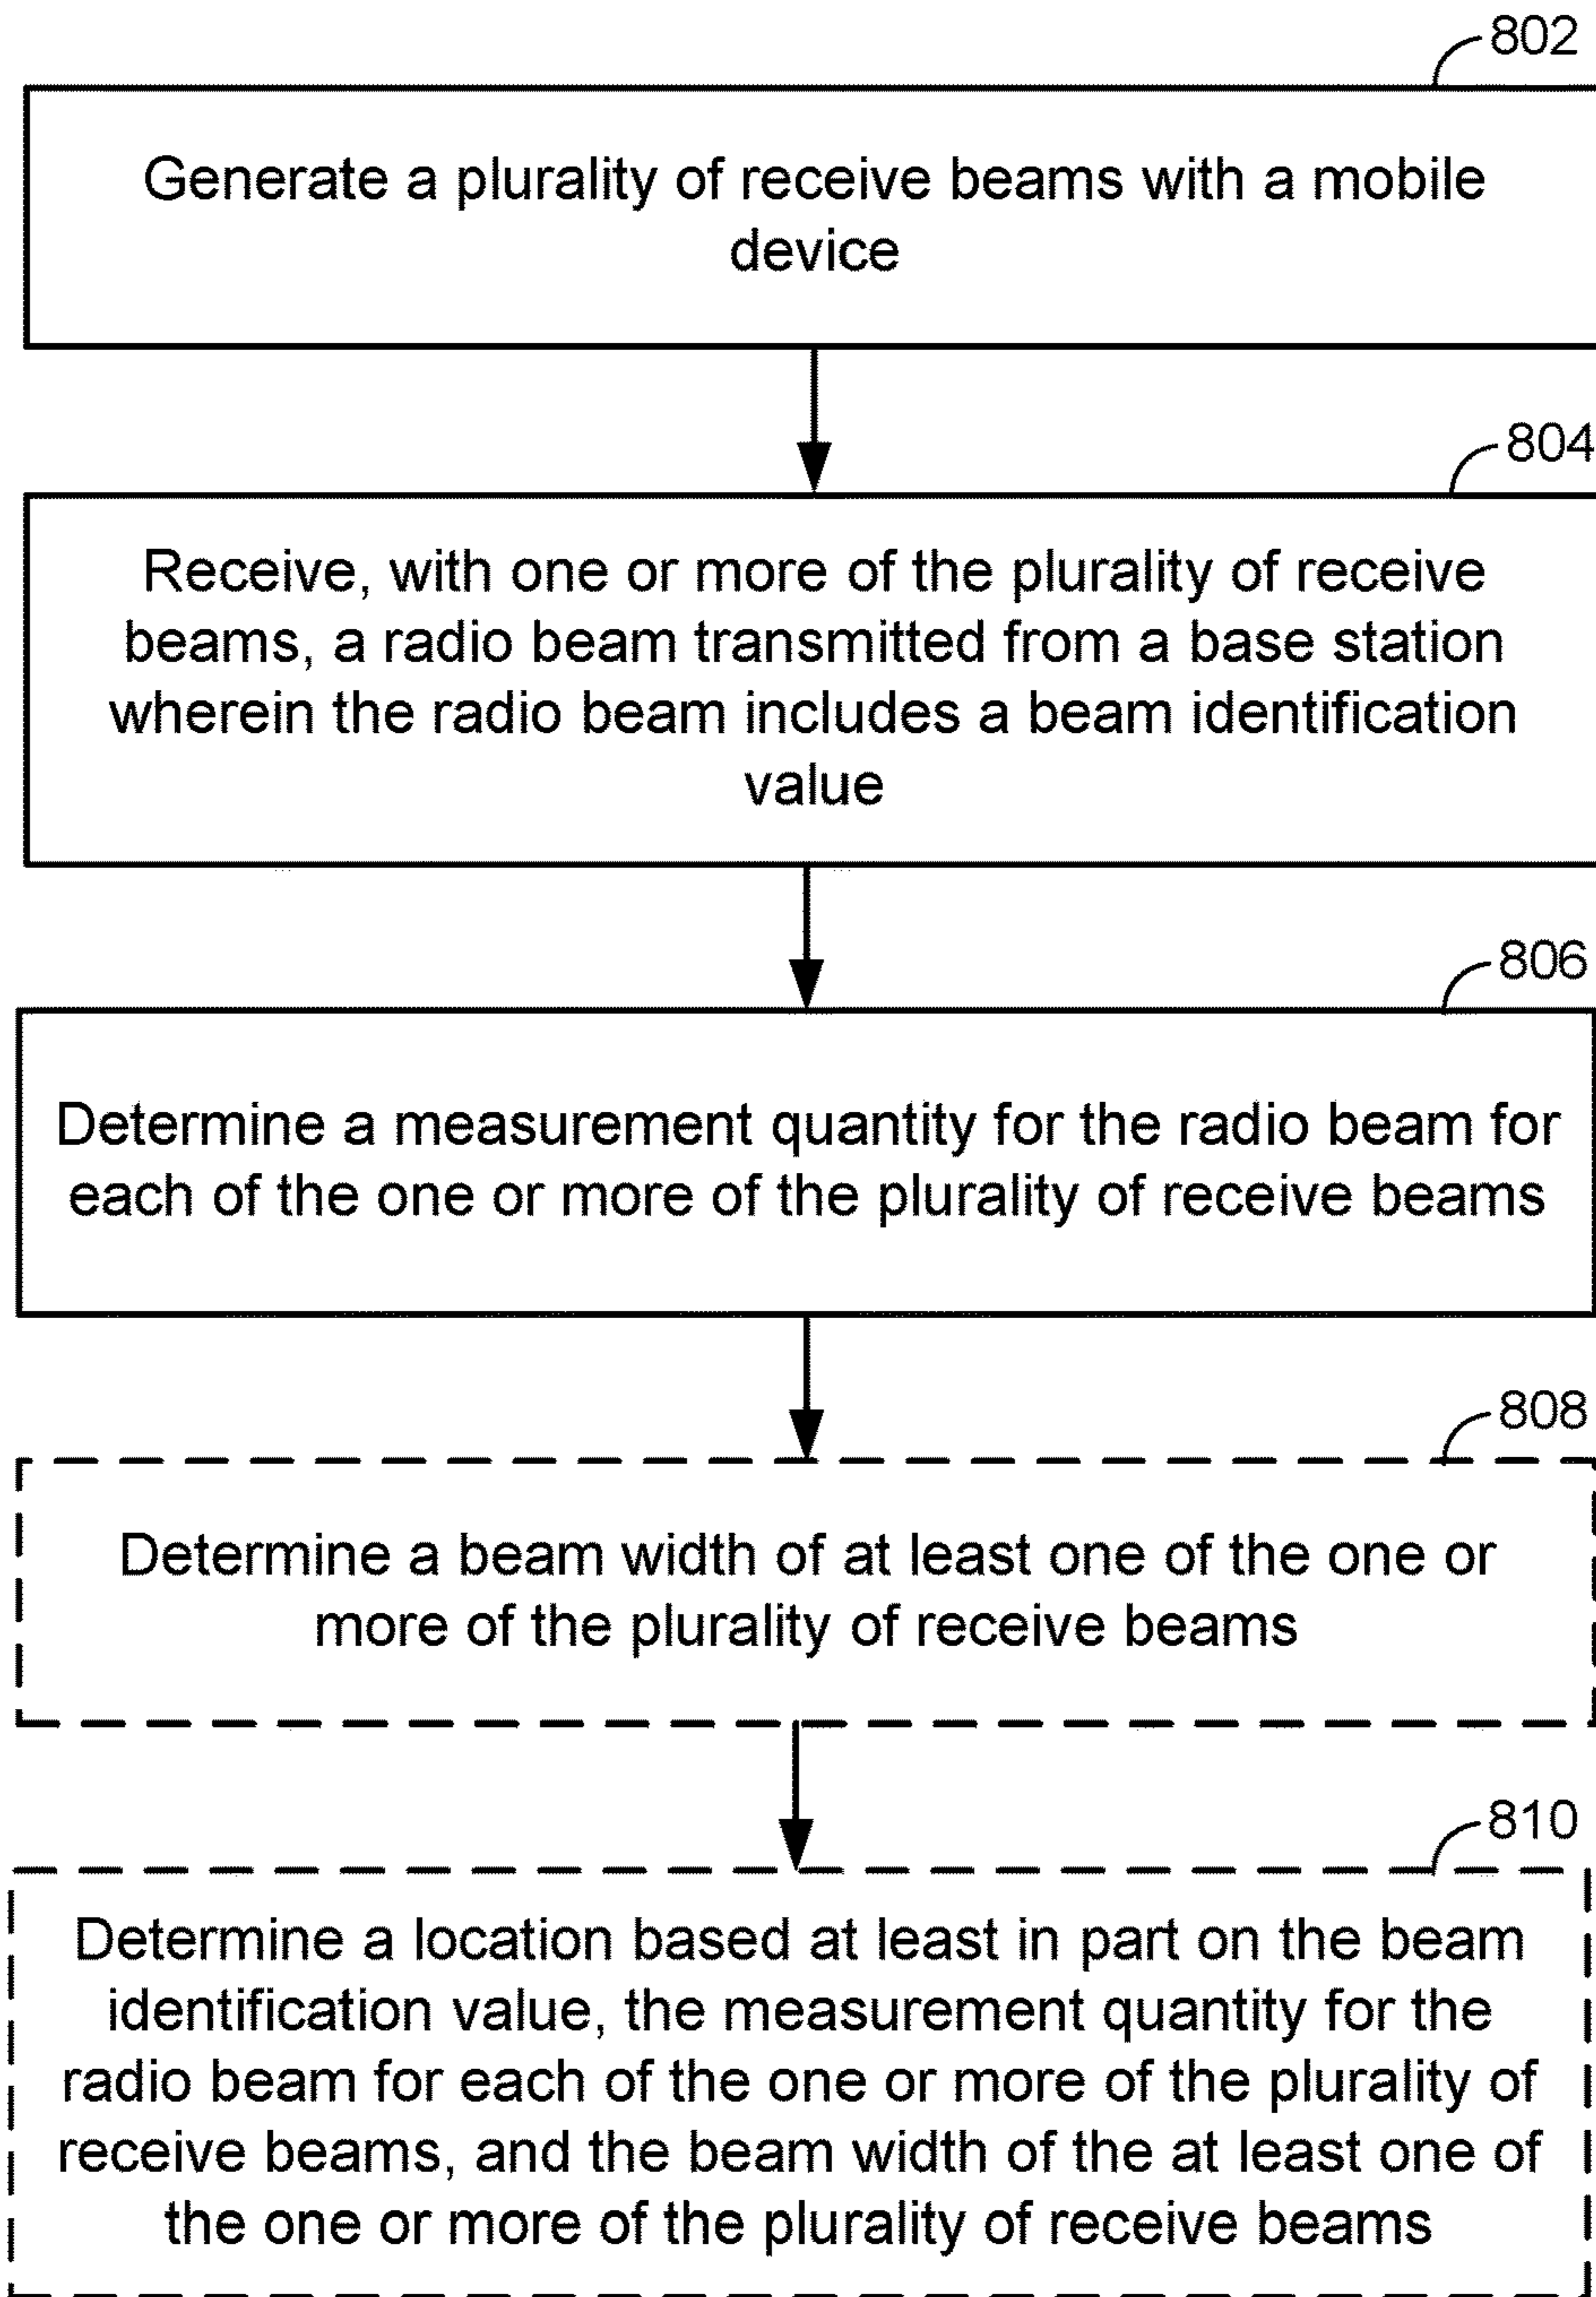 802
Generate a plurality of receive beams with a mobile
device
804
Receive, with one or more of the plurality of receive
beams, a radio beam transmitted from a base station
wherein the radio beam includes a beam identification
value
806
Determine a measurement quantity for the radio beam for
each of the one or more of the plurality of receive beams
808
Determine a beam width of at least one of the one or
more of the plurality of receive beams
810
Determine a location based at least in part on the beam
identification value, the measurement quantity for the
radio beam for each of the one or more of the plurality of
receive beams, and the beam width of the at least one of
the one or more of the plurality of receive beams